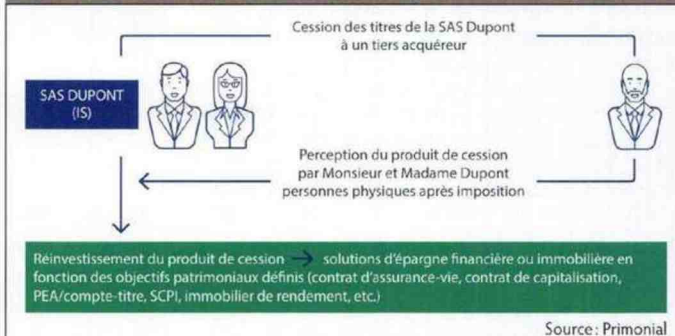 Cession des titres de la SAS Dupont
à un tiers acquéreur
SAS DUPONT
(IS)
Perception du produit de cession
par Monsieur et Madame Dupont
personnes physiques après imposition
Réinvestissement du produit de cession → solutions d'épargne financière ou immobilière en
fonction des objectifs patrimoniaux définis (contrat d'assurance-vie, contrat de capitalisation,
PEA/compte-titre, SCPI, immobilier de rendement, etc.)
Source : Primonial